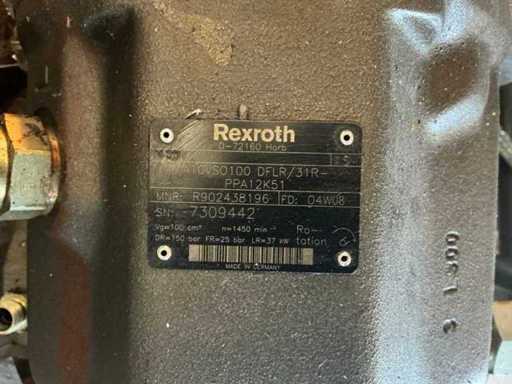 Rexroth
D-72160 Horb
A10VSO100 DFLR/31R-
PPA12K51
MNR: R902438196 FD: 04W08
SN: 7309442
Vg=100 cm³ n=1450 min⁻¹ Ro-
DR=150 bar FR=25 bar LR=37 kW tation
MADE IN GERMANY